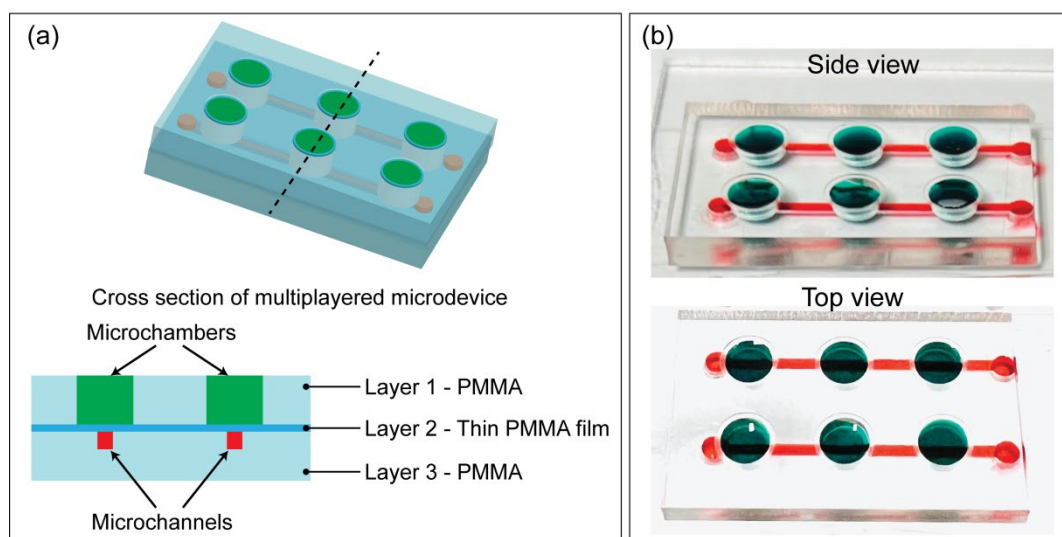 (a)
Cross section of multiplayered microdevice
Microchambers
Layer 1 - PMMA
Layer 2 - Thin PMMA film
Layer 3 - PMMA
Microchannels
(b)
Side view
Top view